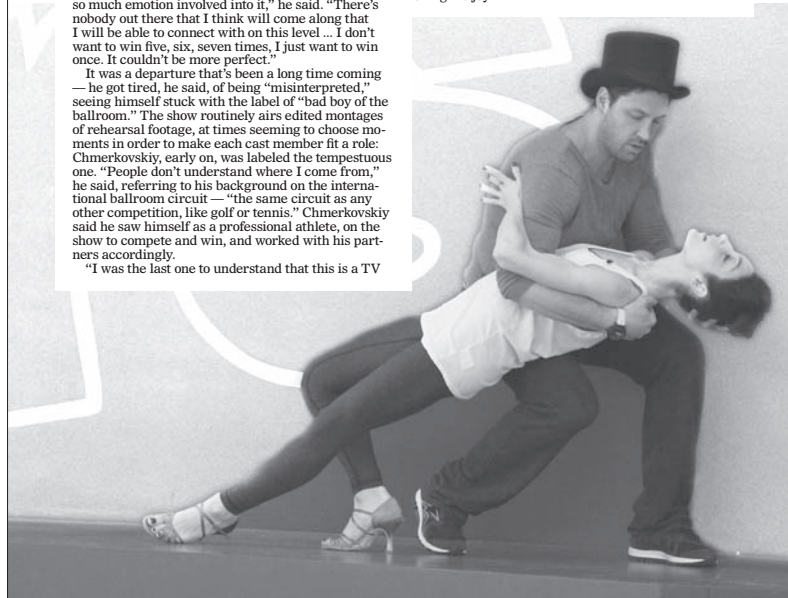 so much emotion involved into it,” he said. “There’s
nobody out there that I think will come along that
I will be able to connect with on this level ... I don’t
want to win five, six, seven times, I just want to win
once. It couldn’t be more perfect.”
It was a departure that’s been a long time coming
— he got tired, he said, of being “misinterpreted,”
seeing himself stuck with the label of “bad boy of the
ballroom.” The show routinely airs edited montages
of rehearsal footage, at times seeming to choose mo-
ments in order to make each cast member fit a role:
Chmerkovskiy, early on, was labeled the tempestuous
one. “People don’t understand where I come from,”
he said, referring to his background on the interna-
tional ballroom circuit — “the same circuit as any
other competition, like golf or tennis.” Chmerkovskiy
said he saw himself as a professional athlete, on the
show to compete and win, and worked with his part-
ners accordingly.
“I was the last one to understand that this is a TV